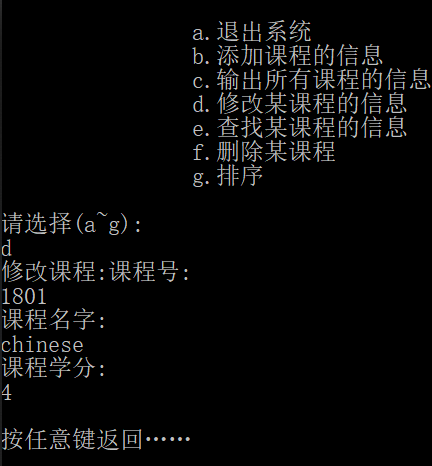 a.退出系统
b.添加课程的信息
c.输出所有课程的信息
d.修改某课程的信息
e.查找某课程的信息
f.删除某课程
g.排序
请选择(a~g):
d
修改课程:课程号:
1801
课程名字:
chinese
课程学分:
4
按任意键返回……